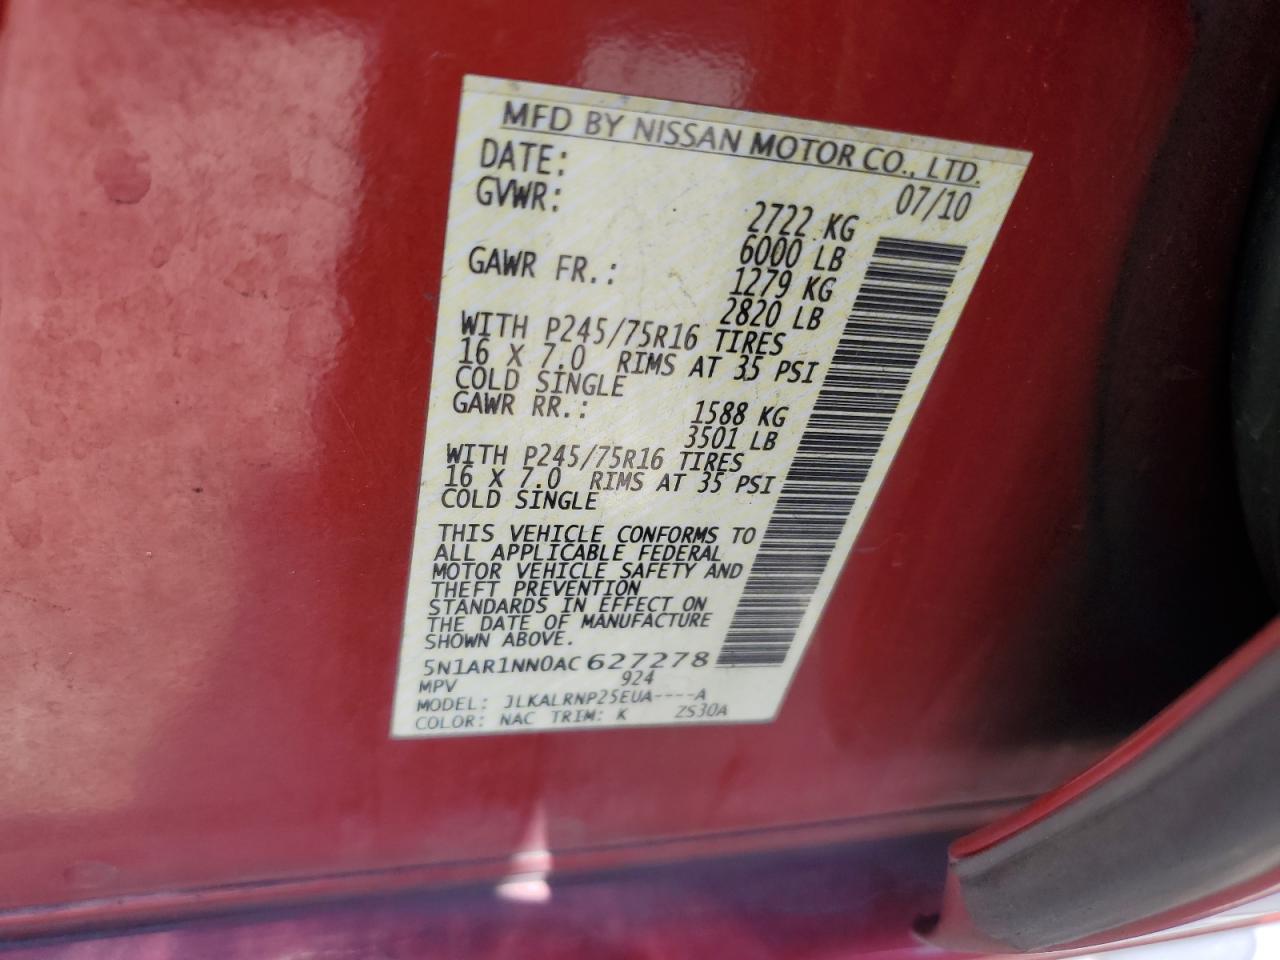 MFD BY NISSAN MOTOR CO., LTD.
DATE: 07/10
GVWR: 2722 KG
6000 LB
GAWR FR.: 1279 KG
2820 LB
WITH P245/75R16 TIRES
16 X 7.0 RIMS AT 35 PSI
COLD SINGLE
GAWR RR.: 1588 KG
3501 LB
WITH P245/75R16 TIRES
16 X 7.0 RIMS AT 35 PSI
COLD SINGLE
THIS VEHICLE CONFORMS TO
ALL APPLICABLE FEDERAL
MOTOR VEHICLE SAFETY AND
THEFT PREVENTION
STANDARDS IN EFFECT ON
THE DATE OF MANUFACTURE
SHOWN ABOVE.
5N1AR1NN0AC627278
MPV 924
MODEL: JLKALRNP25EUA----A
COLOR: NAC TRIM: K ZS30A